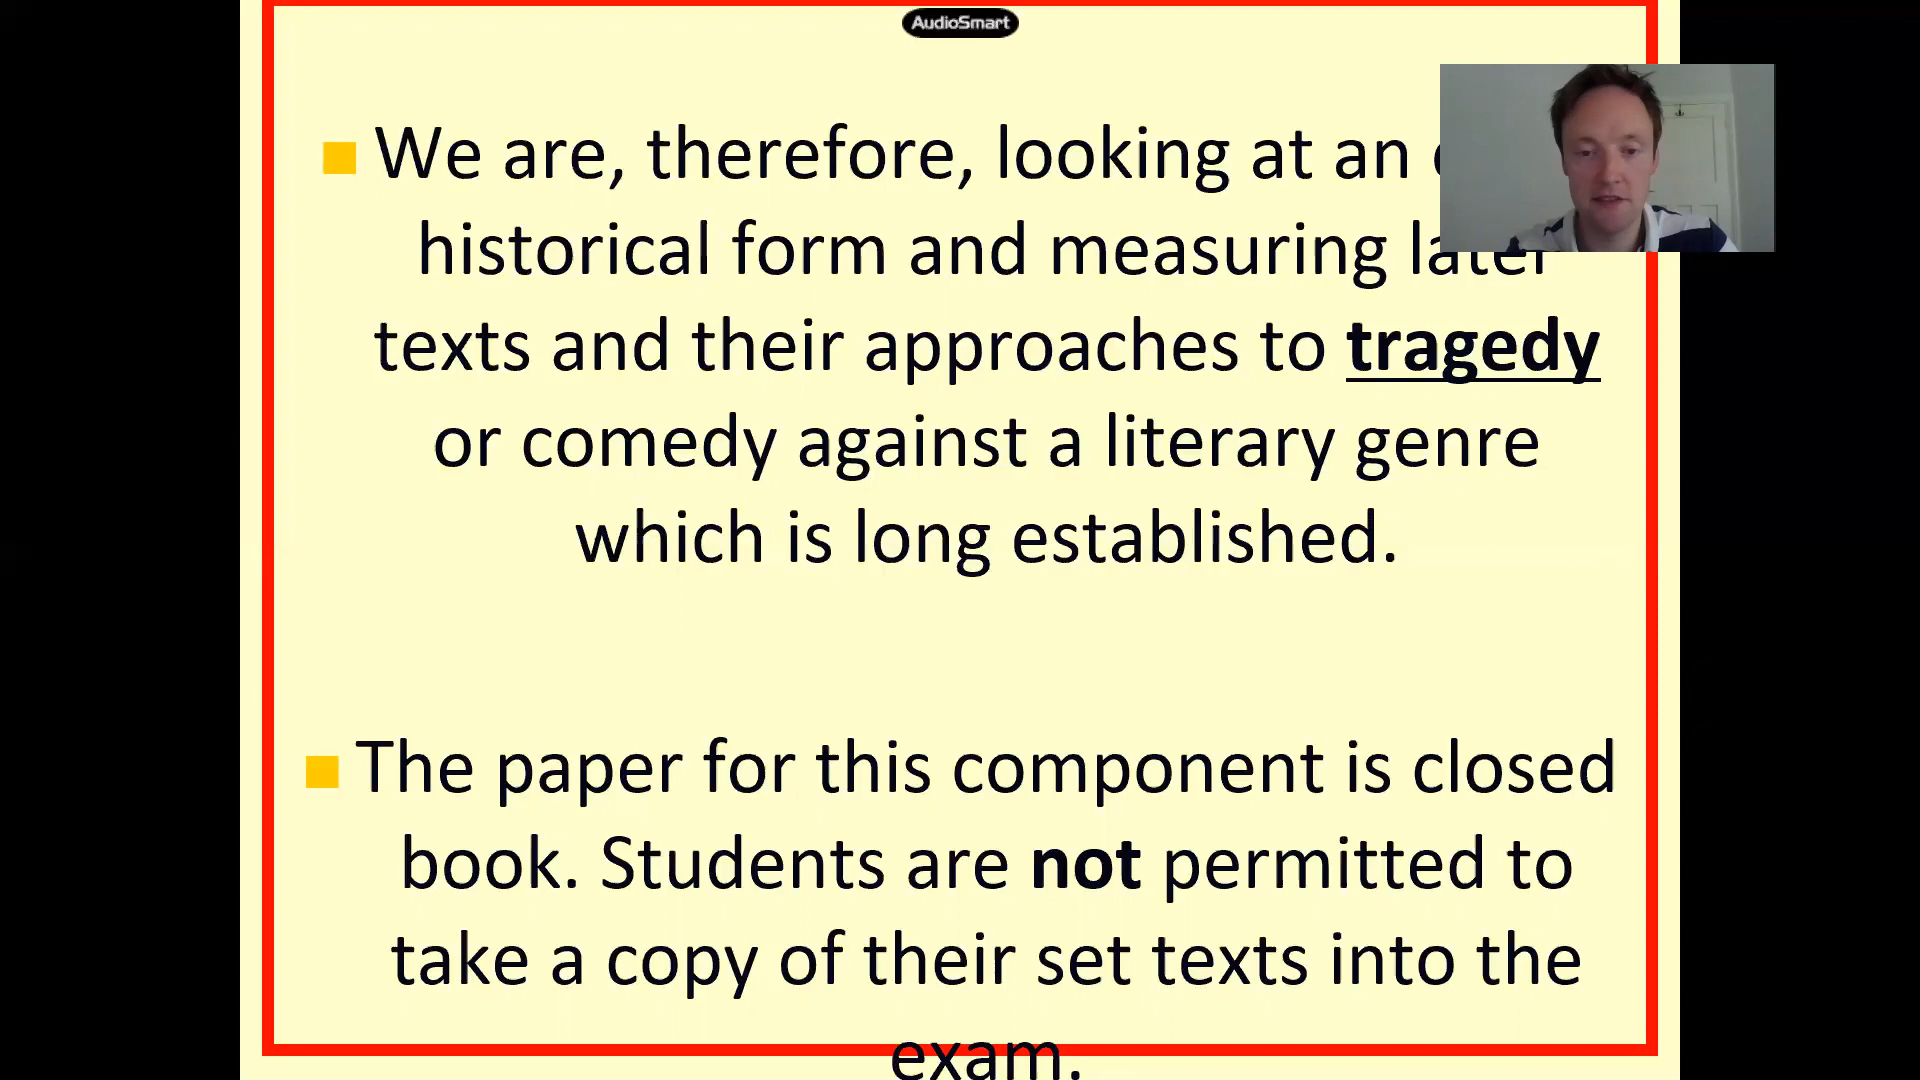 AudioSmart
We are, therefore, looking at an
historical form and measuring later
texts and their approaches to tragedy
or comedy against a literary genre
which is long established.
The paper for this component is closed
book. Students are not permitted to
take a copy of their set texts into the
exam.